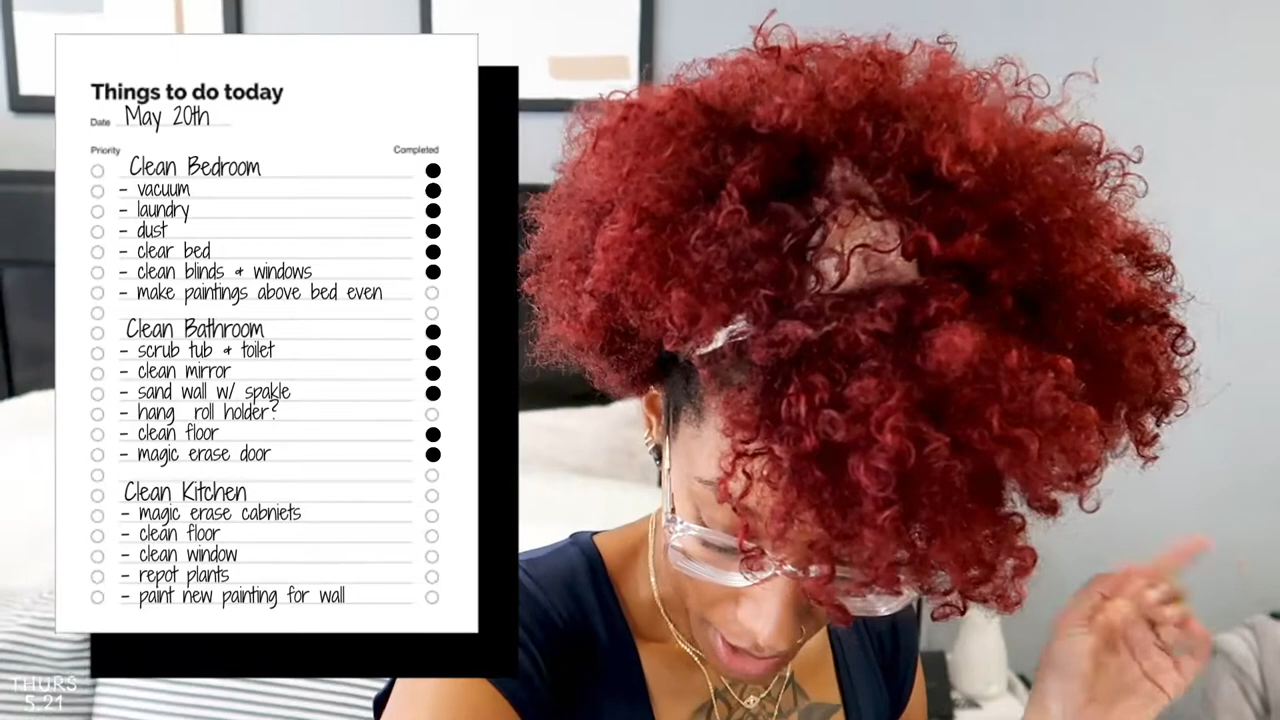 Things to do today
Date May 20th
Priority Completed
Clean Bedroom
- vacuum
- laundry
- dust
- clear bed
- clean blinds & windows
- make paintings above bed even
Clean Bathroom
- scrub tub & toilet
- clean mirror
- sand wall w/ spakle
- hang roll holder?
- clean floor
- magic erase door
Clean Kitchen
- magic erase cabniets
- clean floor
- clean window
- repot plants
- paint new painting for wall
THURS
5.21